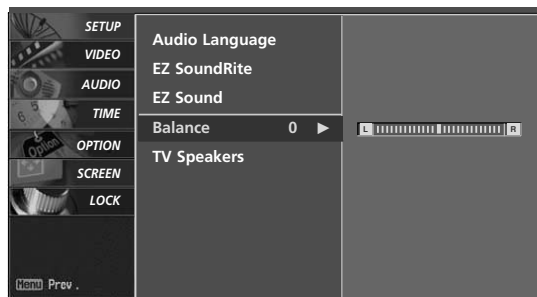 SETUP
VIDEO
AUDIO
TIME
OPTION
SCREEN
LOCK
Menu Prev.
Audio Language
EZ SoundRite
EZ Sound
Balance 0 ►
TV Speakers
L R